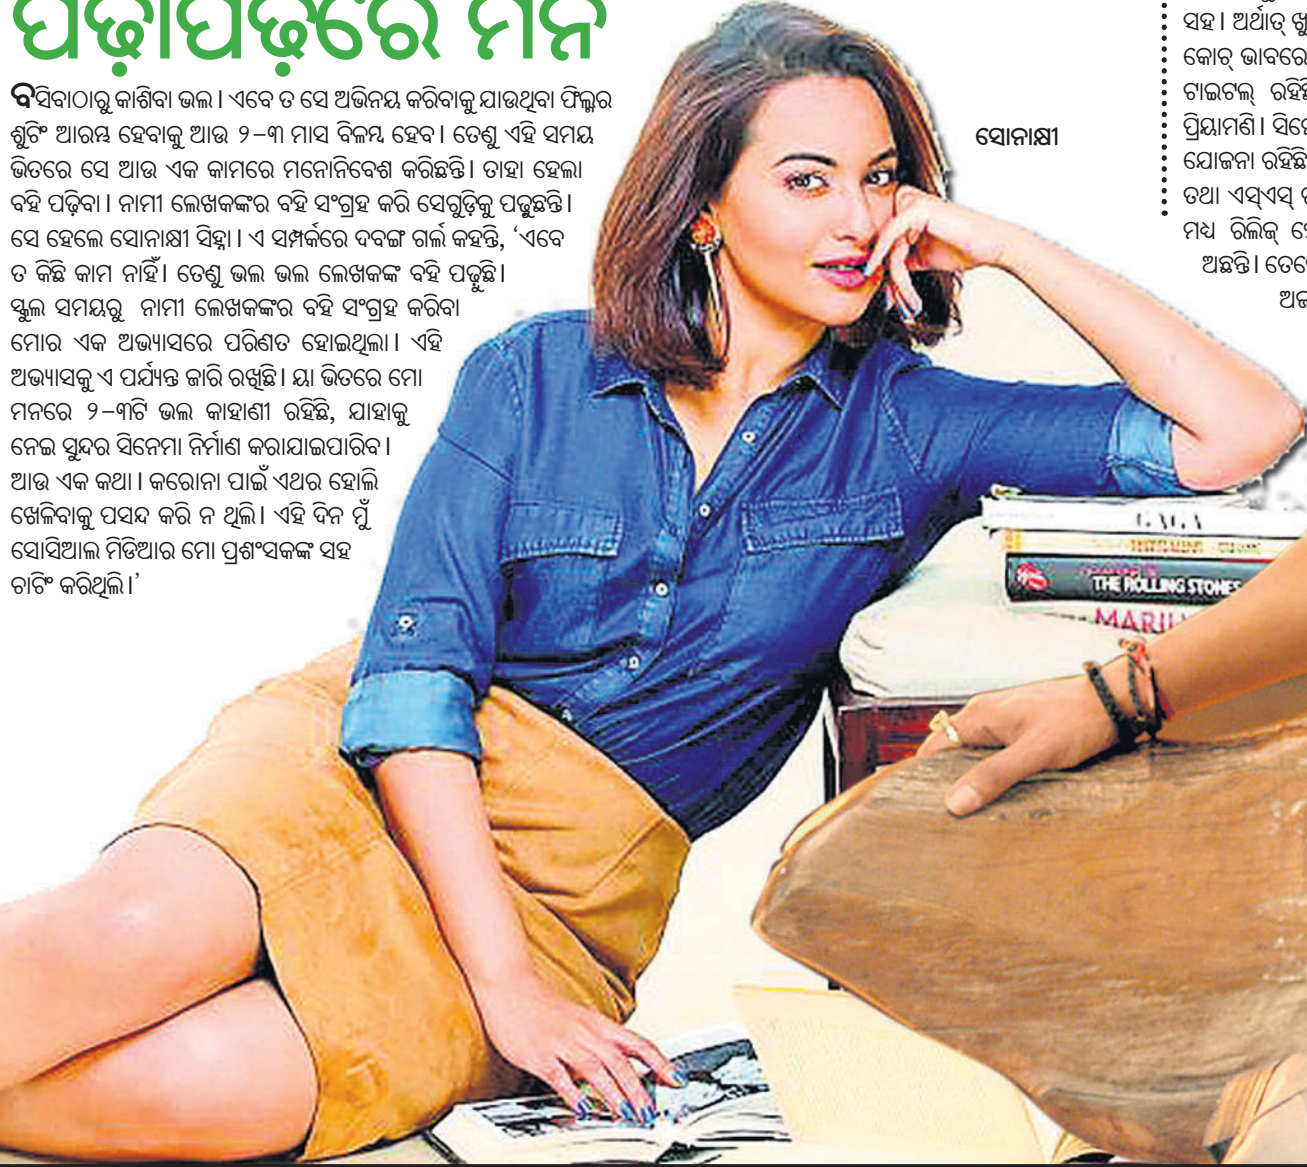 ପଢ଼ାପଢ଼ିରେ ମନ
ବସିବାଠାରୁ କାଶିବା ଭଲ। ଏବେ ତ ସେ ଅଭିନୟ କରିବାକୁ ଯାଉଥିବା ଫିଲ୍ମର
ଶୁଟିଂ ଆରମ୍ଭ ହେବାକୁ ଆଉ ୨–୩ ମାସ ବିଳମ୍ବ ହେବ। ତେଣୁ ଏହି ସମୟ
ଭିତରେ ସେ ଆଉ ଏକ କାମରେ ମନୋନିବେଶ କରିଛନ୍ତି। ତାହା ହେଲା
ବହି ପଢ଼ିବା। ନାମୀ ଲେଖକଙ୍କର ବହି ସଂଗ୍ରହ କରି ସେଗୁଡ଼ିକୁ ପଢୁଛନ୍ତି।
ସେ ହେଲେ ସୋନାକ୍ଷୀ ସିହ୍ନା। ଏ ସମ୍ପର୍କରେ ଦବଙ୍ଗ ଗର୍ଲ କହନ୍ତି, ‘ଏବେ
ତ କିଛି କାମ ନାହିଁ। ତେଣୁ ଭଲ ଭଲ ଲେଖକଙ୍କ ବହି ପଢୁଛି।
ସ୍କୁଲ ସମୟରୁ ନାମୀ ଲେଖକଙ୍କର ବହି ସଂଗ୍ରହ କରିବା
ମୋର ଏକ ଅଭ୍ୟାସରେ ପରିଣତ ହୋଇଥିଲା। ଏହି
ଅଭ୍ୟାସକୁ ଏ ପର୍ଯ୍ୟନ୍ତ ଜାରି ରଖିଛି। ୟା ଭିତରେ ମୋ
ମନରେ ୨–୩ଟି ଭଲ କାହାଣୀ ରହିଛି, ଯାହାକୁ
ନେଇ ସୁନ୍ଦର ସିନେମା ନିର୍ମାଣ କରାଯାଇପାରିବ।
ଆଉ ଏକ କଥା। କରୋନା ପାଇଁ ଏଥର ହୋଲି
ଖେଳିବାକୁ ପସନ୍ଦ କରି ନ ଥିଲି। ଏହି ଦିନ ମୁଁ
ସୋସିଆଲ ମିଡିଆର ମୋ ପ୍ରଶଂସକଙ୍କ ସହ
ଚାଟିଂ କରିଥିଲି।’
ସୋନାକ୍ଷୀ
ସହ। ଅର୍ଥାତ୍
କୋଚ୍ ଭାବରେ
ଟାଇଟଲ୍
ପ୍ରିୟାମଣି।
ଯୋଜନା ରହିଛି
ତଥା ଏସ୍ଏସ୍
ମଧ୍ୟ ରିଲିଜ୍
ଅଛନ୍ତି।
GAGA
THE ROLLING STONES